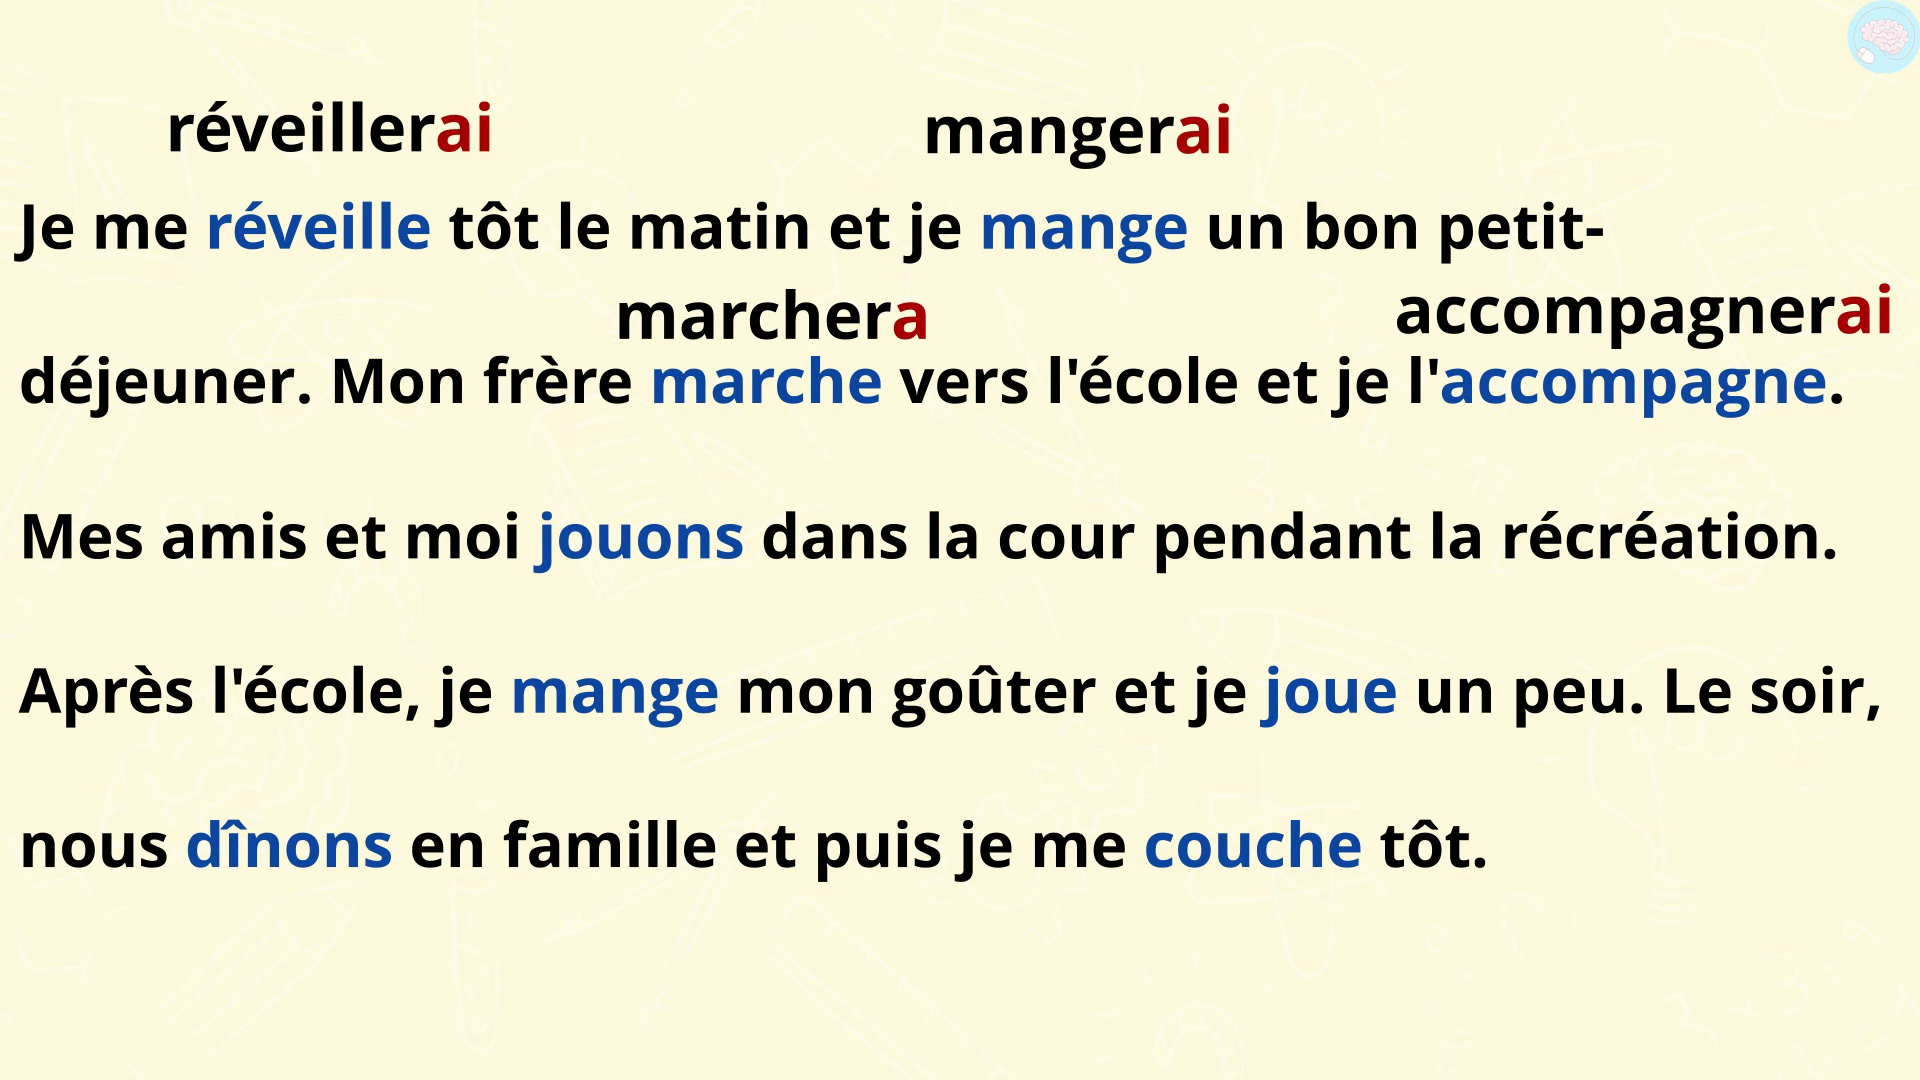 réveillerai mangerai
Je me réveille tôt le matin et je mange un bon petit-
marchera accompagnerai
déjeuner. Mon frère marche vers l'école et je l'accompagne.
Mes amis et moi jouons dans la cour pendant la récréation.
Après l'école, je mange mon goûter et je joue un peu. Le soir,
nous dînons en famille et puis je me couche tôt.